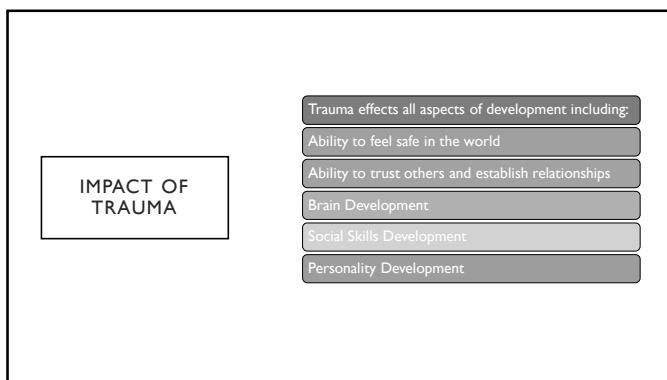 IMPACT OF
TRAUMA
Trauma effects all aspects of development including:
Ability to feel safe in the world
Ability to trust others and establish relationships
Brain Development
Social Skills Development
Personality Development